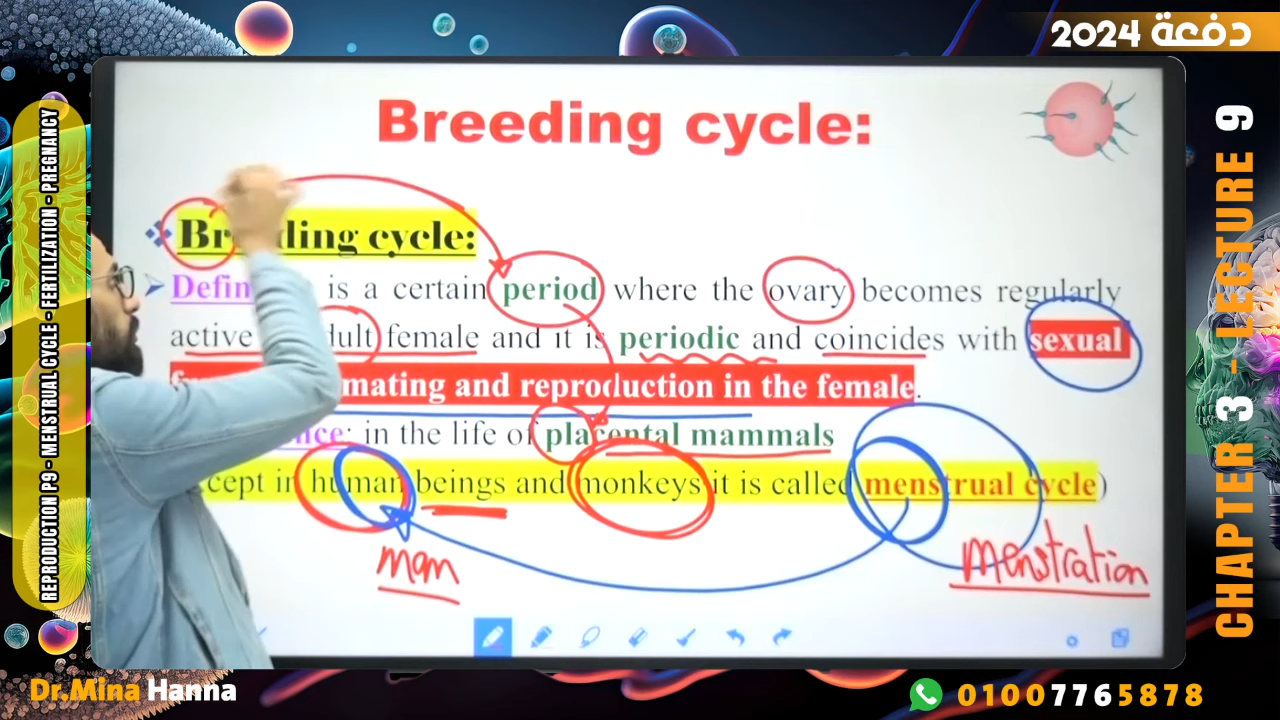 دفعة 2024
Breeding cycle:
Breeding cycle:
is a certain period where the ovary becomes regularly
active female and it is periodic and coincides with sexual
mating and reproduction in the female.
: in the life of placental mammals
in human beings and monkeys it is called menstrual cycle)
man
menstration
REPRODUCTION P9 - MENSTRUAL CYCLE - FERTILIZATION - PREGNANCY
CHAPTER 3 - LECTURE 9
Dr.Mina Hanna
01007765878